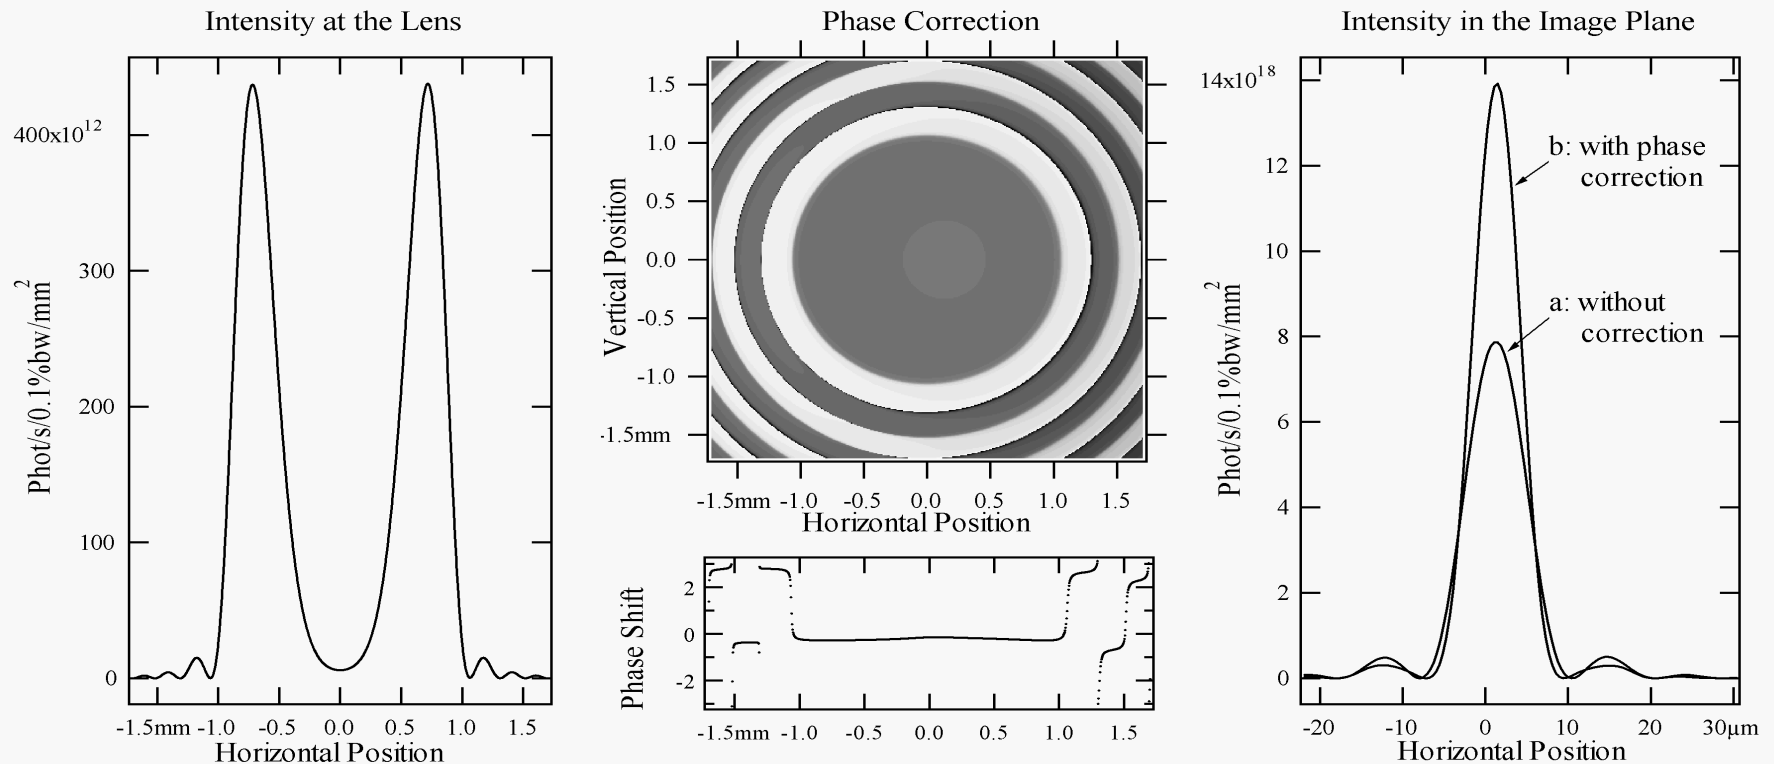 Intensity at the Lens
400x10^12
300
200
100
0
Phot/s/0.1%bw/mm^2
-1.5mm -1.0 -0.5 0.0 0.5 1.0 1.5
Horizontal Position
Phase Correction
1.5
1.0
0.5
0.0
-0.5
-1.0
-1.5mm
Vertical Position
-1.5mm -1.0 -0.5 0.0 0.5 1.0 1.5
Horizontal Position
2
0
-2
Phase Shift
-1.5mm -1.0 -0.5 0.0 0.5 1.0 1.5
Intensity in the Image Plane
14x10^18
12
10
8
6
4
2
0
Phot/s/0.1%bw/mm^2
b: with phase
correction
a: without
correction
-20 -10 0 10 20 30µm
Horizontal Position